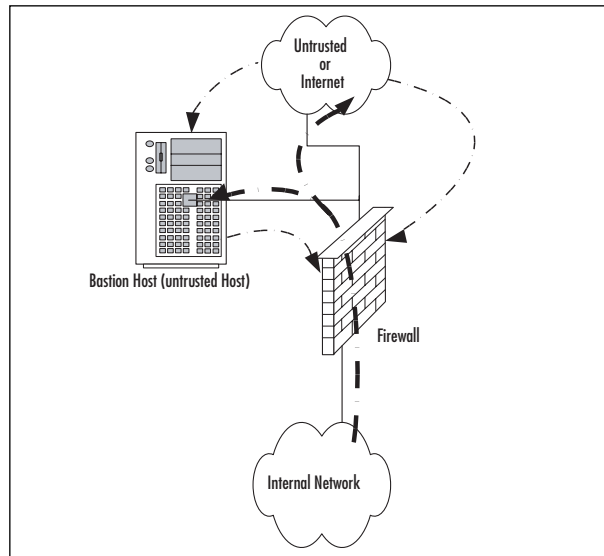 Untrusted
or
Internet
Bastion Host (untrusted Host)
Firewall
Internal Network